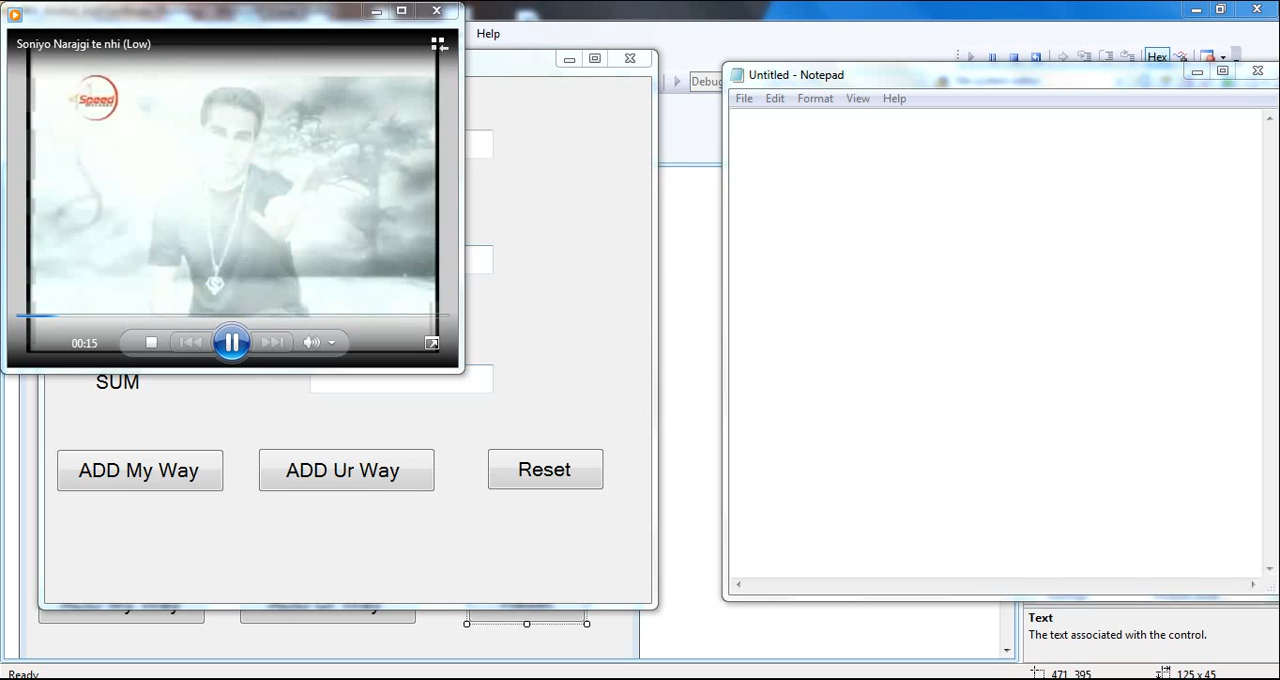 Help
Soniyo Narajgi te nhi (Low)
Speed
00:15
Debug
Hex
Untitled - Notepad
File Edit Format View Help
SUM
ADD My Way ADD Ur Way Reset
Text
The text associated with the control.
Ready
471, 395 125 x 45